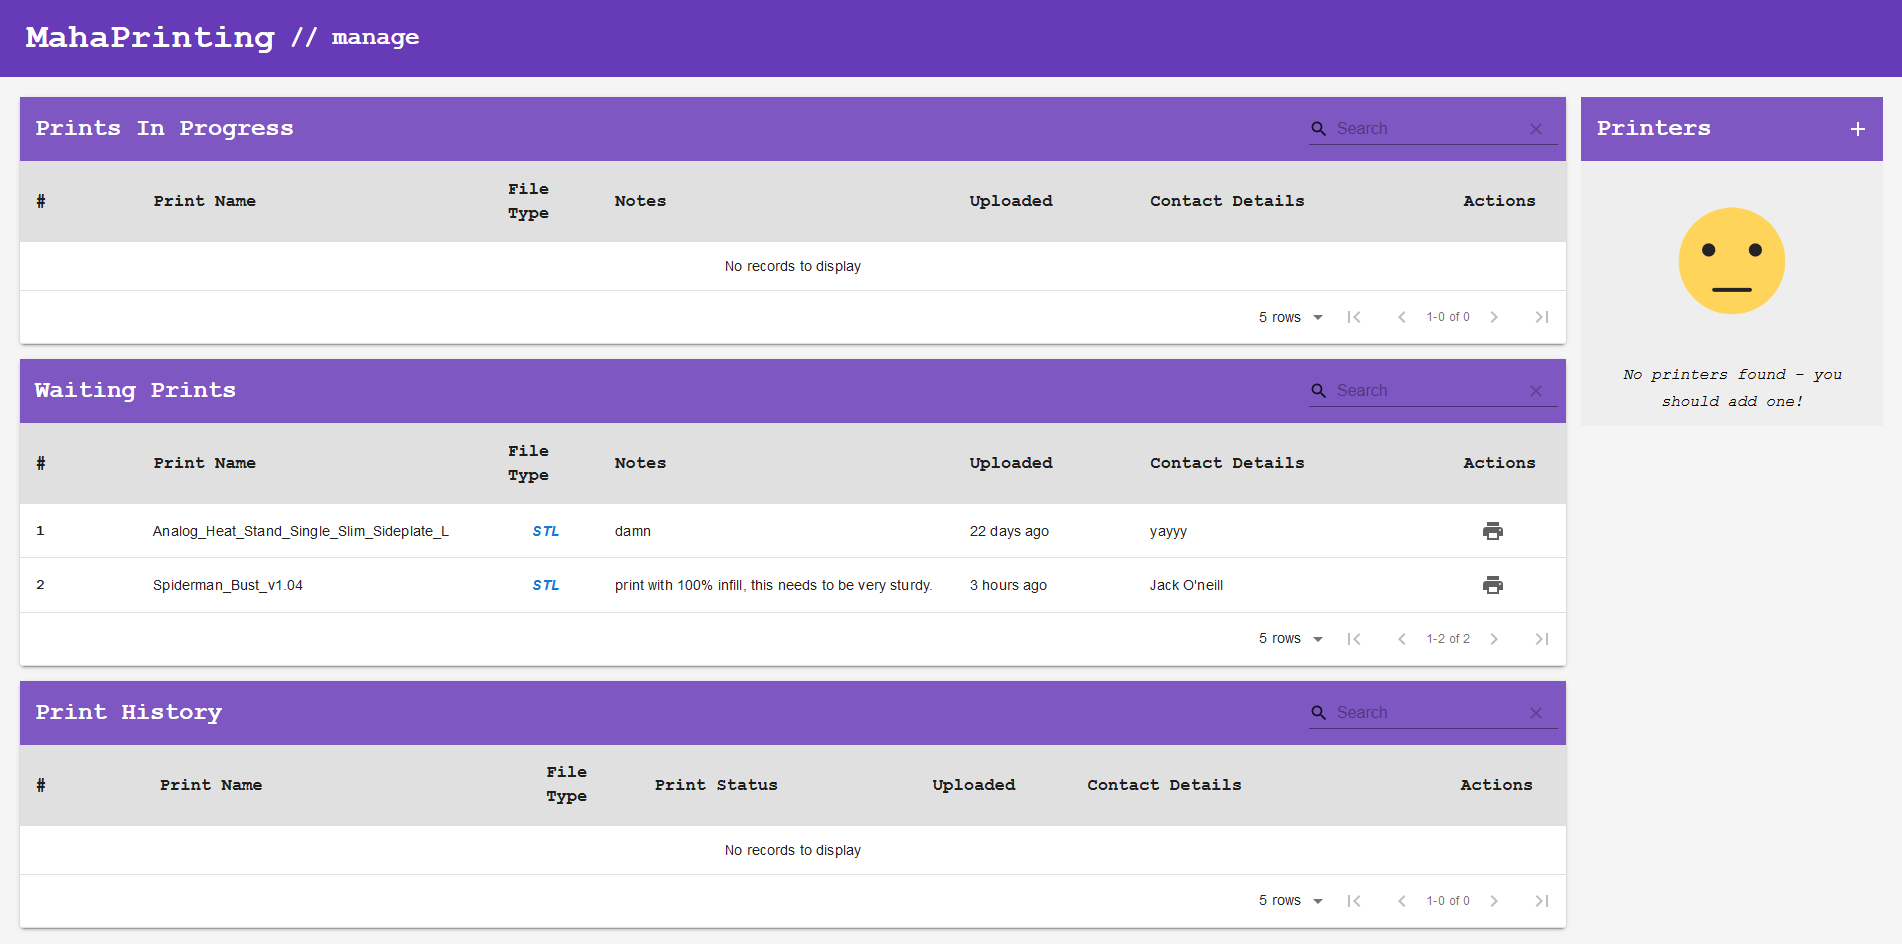 MahaPrinting // manage
Prints In Progress
Search
# Print Name File Type Notes Uploaded Contact Details Actions
No records to display
5 rows 1-0 of 0
Waiting Prints
Search
# Print Name File Type Notes Uploaded Contact Details Actions
1 Analog_Heat_Stand_Single_Slim_Sideplate_L STL damn 22 days ago yayyy
2 Spiderman_Bust_v1.04 STL print with 100% infill, this needs to be very sturdy. 3 hours ago Jack O'neill
5 rows 1-2 of 2
Print History
Search
# Print Name File Type Print Status Uploaded Contact Details Actions
No records to display
5 rows 1-0 of 0
Printers
No printers found - you
should add one!